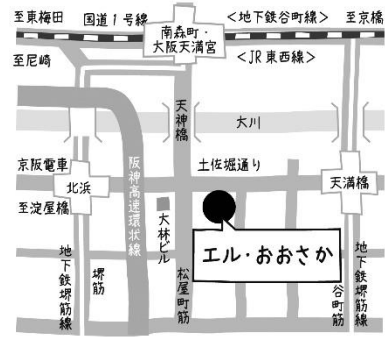 至東梅田
国道1号線
<地下鉄谷町線>
至京橋
至尼崎
南森町・
大阪天満宮
<JR東西線>
天神橋
大川
京阪電車
北浜
至淀屋橋
阪神高速環状線
土佐堀通り
天満橋
大林ビル
エル・おおさか
地下鉄堺筋線
堺筋
松屋町筋
谷町筋
地下鉄堺筋線